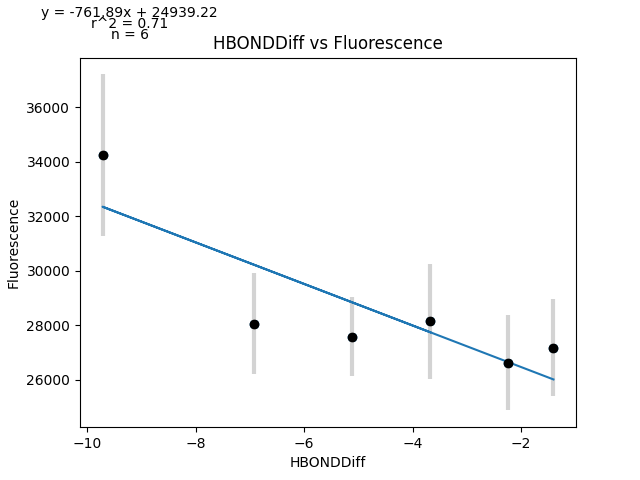 y = -761.89x + 24939.22
r^2 = 0.71
n = 6
HBONDDiff vs Fluorescence
Fluorescence
36000
34000
32000
30000
28000
26000
−10
−8
−6
−4
−2
HBONDDiff